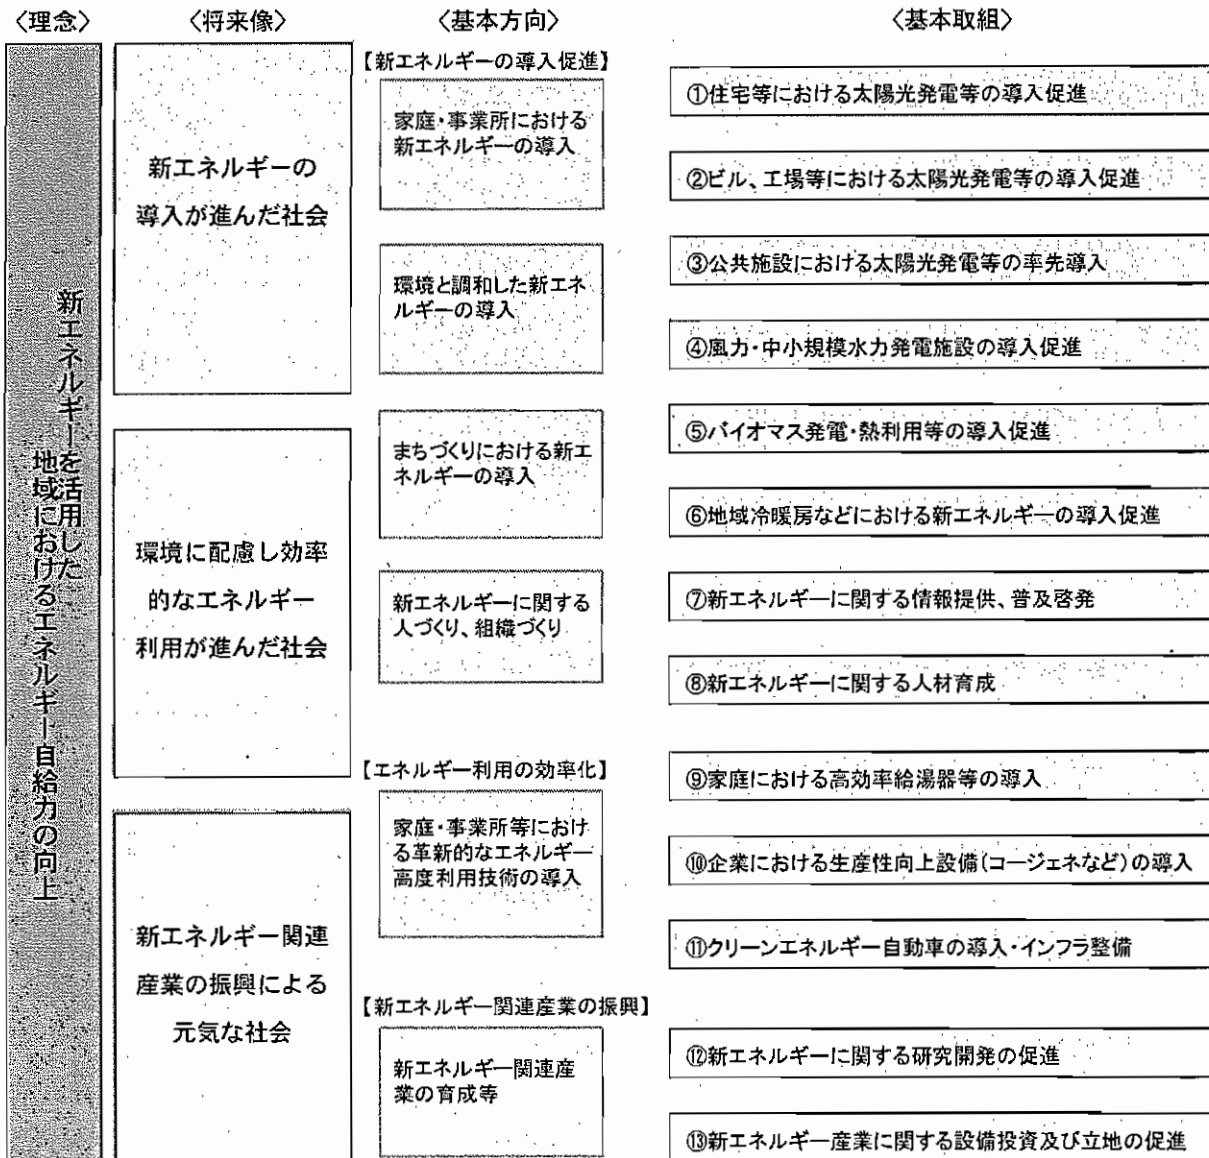 〈理念〉
〈将来像〉
〈基本方向〉
〈基本取組〉
新エネルギーを活用した
地域におけるエネルギー自給力の向上
新エネルギーの
導入が進んだ社会
環境に配慮し効率
的なエネルギー
利用が進んだ社会
新エネルギー関連
産業の振興による
元気な社会
【新エネルギーの導入促進】
家庭・事業所における
新エネルギーの導入
環境と調和した新エネ
ルギーの導入
まちづくりにおける新エ
ネルギーの導入
新エネルギーに関する
人づくり、組織づくり
【エネルギー利用の効率化】
家庭・事業所等におけ
る革新的なエネルギー
高度利用技術の導入
【新エネルギー関連産業の振興】
新エネルギー関連産
業の育成等
①住宅等における太陽光発電等の導入促進
②ビル、工場等における太陽光発電等の導入促進
③公共施設における太陽光発電等の率先導入
④風力・中小規模水力発電施設の導入促進
⑤バイオマス発電・熱利用等の導入促進
⑥地域冷暖房などにおける新エネルギーの導入促進
⑦新エネルギーに関する情報提供、普及啓発
⑧新エネルギーに関する人材育成
⑨家庭における高効率給湯器等の導入
⑩企業における生産性向上設備(コージェネなど)の導入
⑪クリーンエネルギー自動車の導入・インフラ整備
⑫新エネルギーに関する研究開発の促進
⑬新エネルギー産業に関する設備投資及び立地の促進